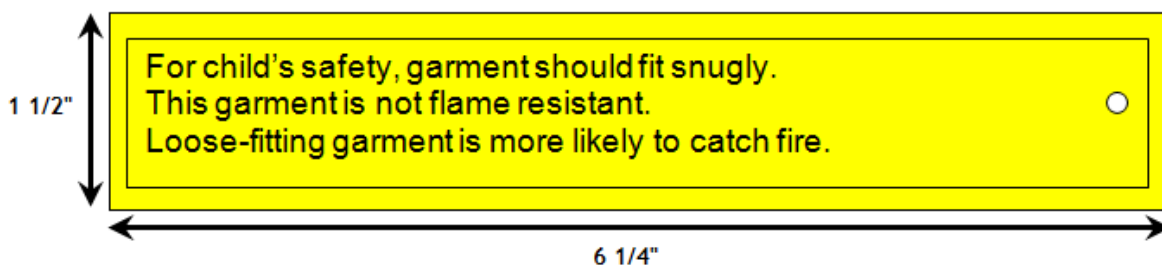 For child's safety, garment should fit snugly.
This garment is not flame resistant.
Loose-fitting garment is more likely to catch fire.
1 1/2"
6 1/4"